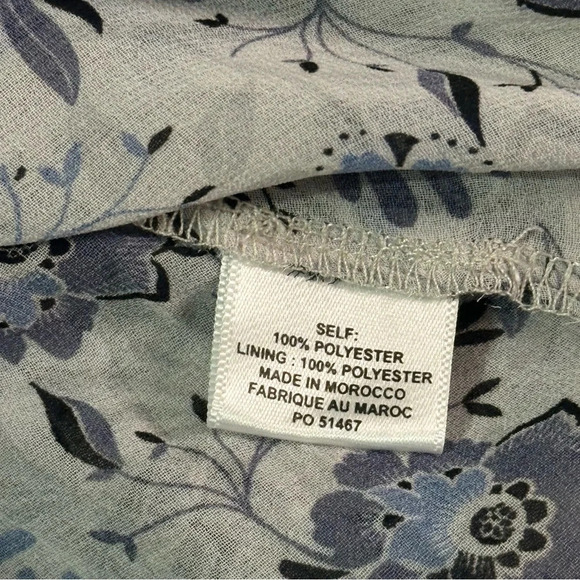 SELF:
100% POLYESTER
LINING : 100% POLYESTER
MADE IN MOROCCO
FABRIQUE AU MAROC
PO 51467